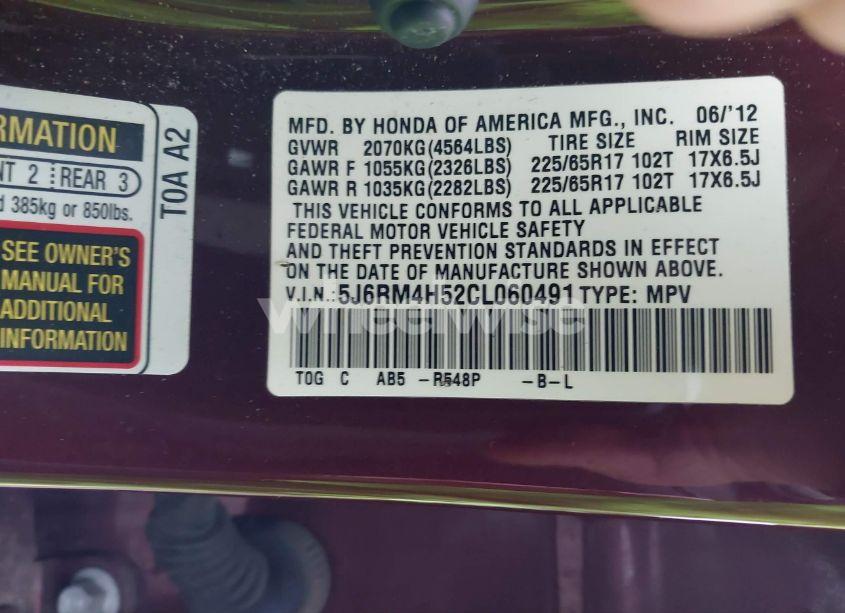 RMATION
NT 2 REAR 3
d 385kg or 850lbs.
SEE OWNER'S
MANUAL FOR
ADDITIONAL
INFORMATION
T0A A2
MFD. BY HONDA OF AMERICA MFG., INC. 06/'12
GVWR 2070KG(4564LBS) TIRE SIZE RIM SIZE
GAWR F 1055KG(2326LBS) 225/65R17 102T 17X6.5J
GAWR R 1035KG(2282LBS) 225/65R17 102T 17X6.5J
THIS VEHICLE CONFORMS TO ALL APPLICABLE
FEDERAL MOTOR VEHICLE SAFETY
AND THEFT PREVENTION STANDARDS IN EFFECT
ON THE DATE OF MANUFACTURE SHOWN ABOVE.
V.I.N.: 5J6RM4H52CL060491 TYPE: MPV
wheelwise
T0G C AB5 -R548P -B-L